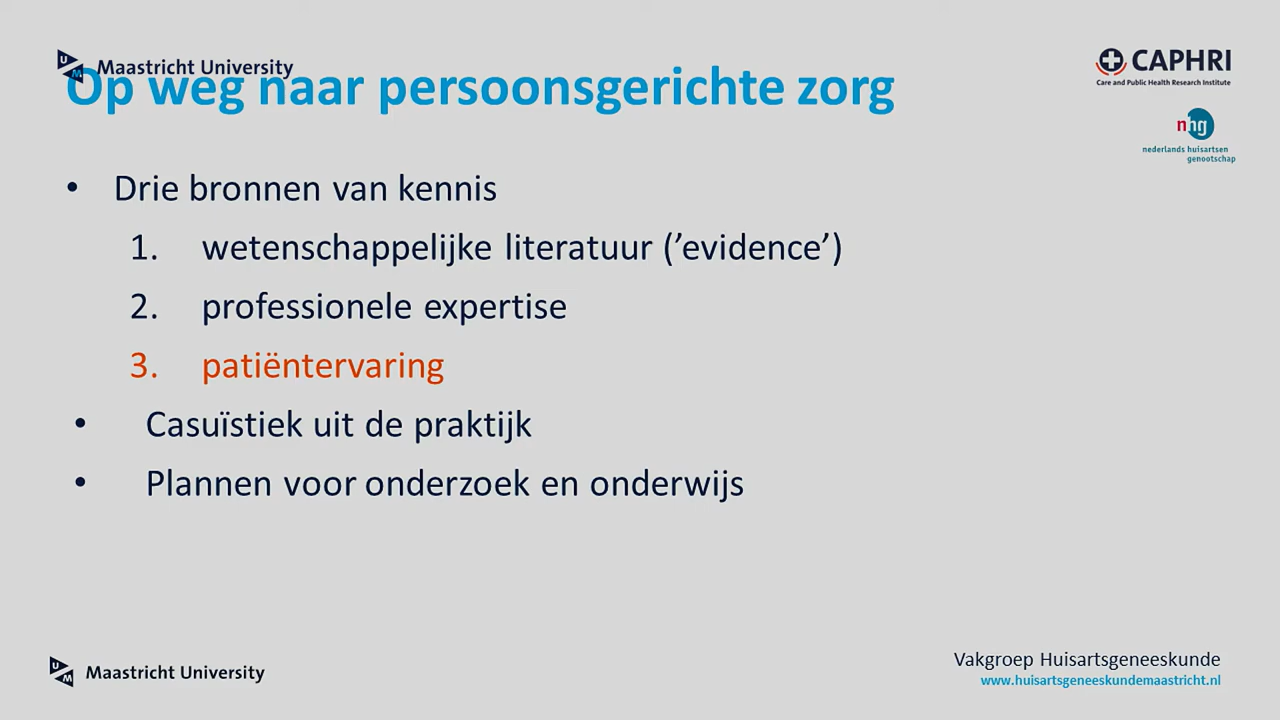 Maastricht University
CAPHRI
Care and Public Health Research Institute
Op weg naar persoonsgerichte zorg
nhg
nederlands huisartsen
genootschap
• Drie bronnen van kennis
1. wetenschappelijke literatuur (’evidence’)
2. professionele expertise
3. patiëntervaring
• Casuïstiek uit de praktijk
• Plannen voor onderzoek en onderwijs
UM Maastricht University
Vakgroep Huisartsgeneeskunde
www.huisartsgeneeskundemaastricht.nl